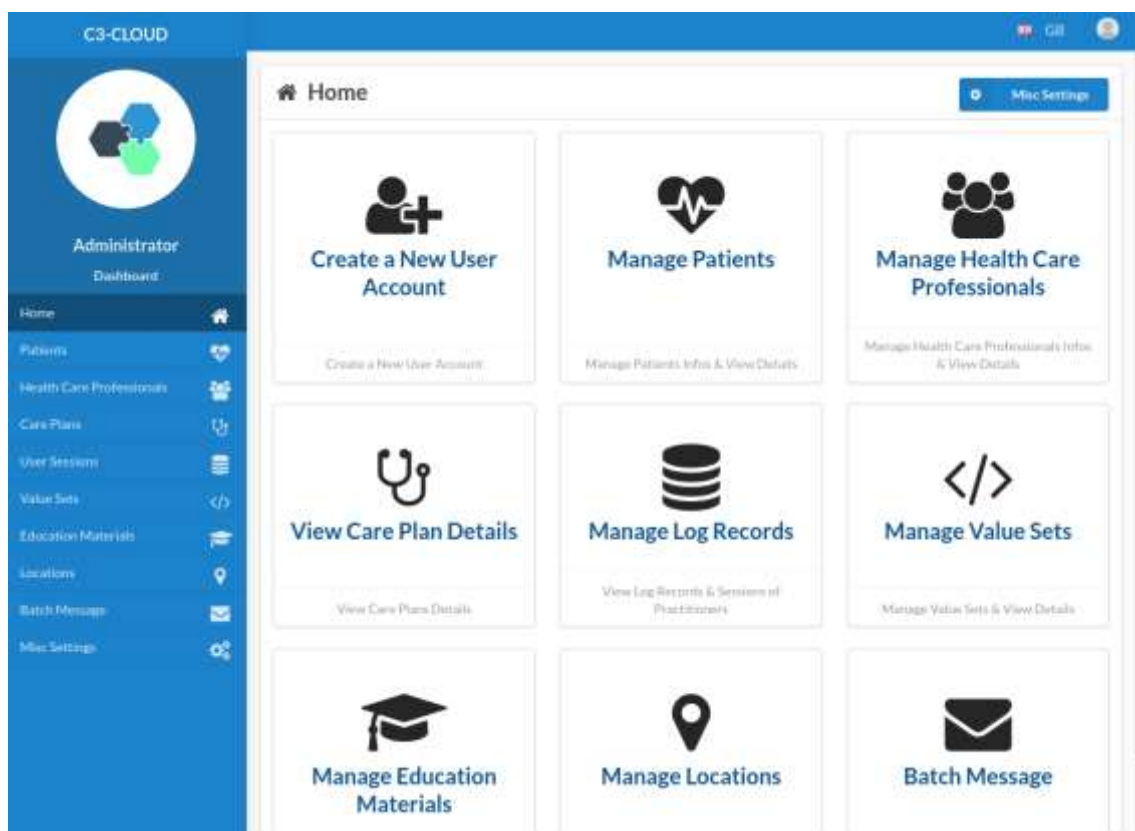 C3-CLOUD
Gill
Administrator
Dashboard
Home
Patients
Health Care Professionals
Care Plans
User Sessions
Value Sets
Education Materials
Locations
Batch Message
Misc Settings
Home
Misc Settings
Create a New User
Account
Create a New User Account
Manage Patients
Manage Patients Infos & View Details
Manage Health Care
Professionals
Manage Health Care Professionals Infos
& View Details
View Care Plan Details
View Care Plans Details
Manage Log Records
View Log Records & Sessions of
Practitioners
Manage Value Sets
Manage Value Sets & View Details
Manage Education
Materials
Manage Locations
Batch Message